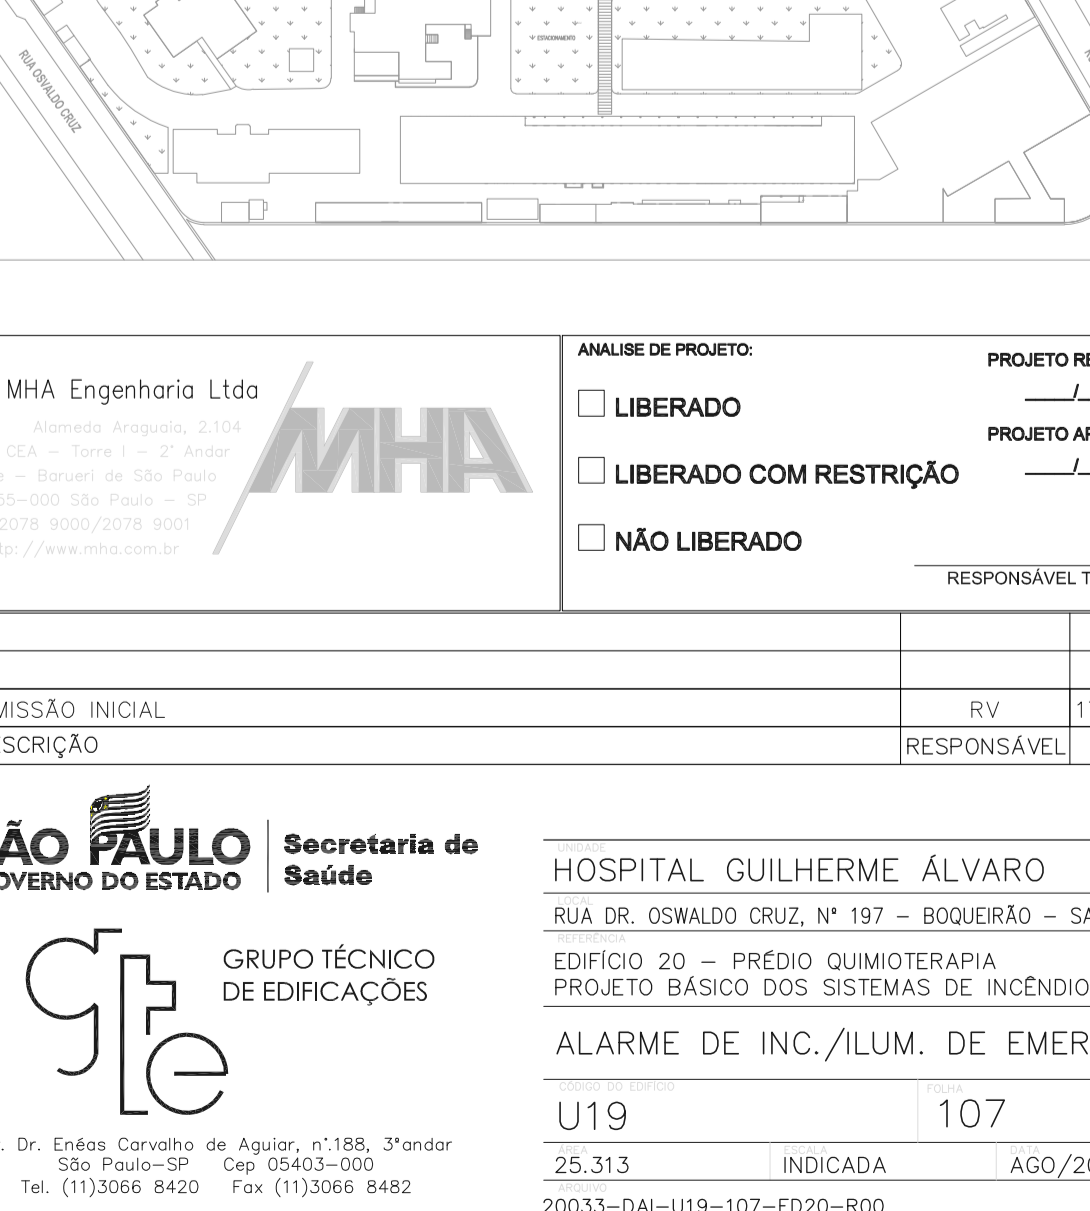 RUA OSVALDO CRUZ
ESTACIONAMENTO
MHA Engenharia Ltda
Alameda Araguaia, 2.104
CEA – Torre I – 2° Andar
e – Barueri de São Paulo
55–000 São Paulo – SP
2078 9000/2078 9001
tp://www.mha.com.br
MHA
ANALISE DE PROJETO:
LIBERADO
LIBERADO COM RESTRIÇÃO
NÃO LIBERADO
PROJETO RE
____/_
PROJETO AP
____/_
RESPONSÁVEL T
MISSÃO INICIAL
RV
17
ESCRIÇÃO
RESPONSÁVEL
ÃO PAULO
OVERNO DO ESTADO
Secretaria de
Saúde
gte
GRUPO TÉCNICO
DE EDIFICAÇÕES
. Dr. Enéas Carvalho de Aguiar, n°.188, 3°andar
São Paulo–SP Cep 05403–000
Tel. (11)3066 8420 Fax (11)3066 8482
UNIDADE
HOSPITAL GUILHERME ÁLVARO
LOCAL
RUA DR. OSWALDO CRUZ, Nº 197 – BOQUEIRÃO – SA
REFERÊNCIA
EDIFÍCIO 20 – PRÉDIO QUIMIOTERAPIA
PROJETO BÁSICO DOS SISTEMAS DE INCÊNDIO
ALARME DE INC./ILUM. DE EMER
CÓDIGO DO EDIFÍCIO
U19
FOLHA
107
ÁREA
25.313
ESCALA
INDICADA
DATA
AGO/20
ARQUIVO
20033–DAI–U19–107–ED20–R00